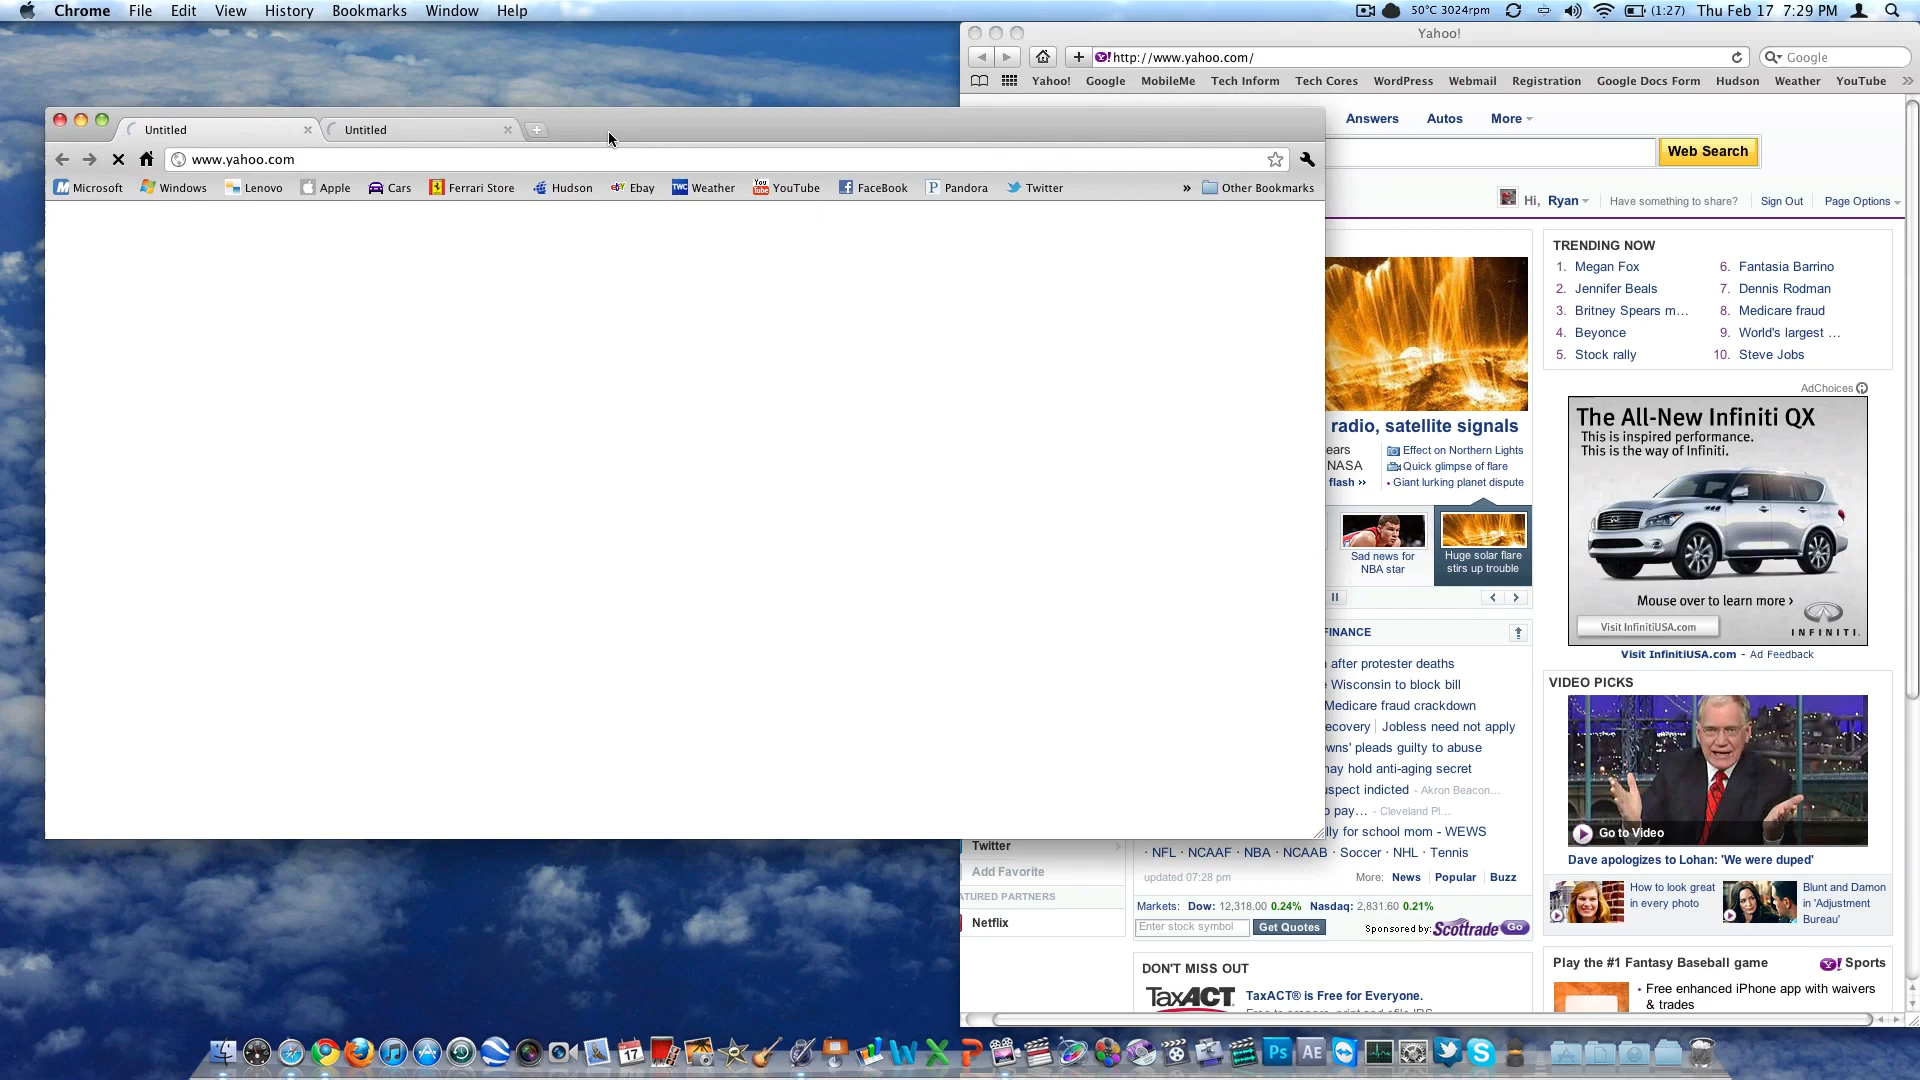 Chrome File Edit View History Bookmarks Window Help
50°C 3024rpm (1:27) Thu Feb 17 7:29 PM
Yahoo!
http://www.yahoo.com/
Google
Yahoo! Google MobileMe Tech Inform Tech Cores WordPress Webmail Registration Google Docs Form Hudson Weather YouTube »
Untitled
Untitled
www.yahoo.com
Microsoft Windows Lenovo Apple Cars Ferrari Store Hudson Ebay Weather YouTube FaceBook Pandora Twitter » Other Bookmarks
Answers Autos More
Web Search
Hi, Ryan Have something to share? Sign Out Page Options
radio, satellite signals
ears
NASA
flash ››
Effect on Northern Lights
Quick glimpse of flare
• Giant lurking planet dispute
Sad news for
NBA star
Huge solar flare
stirs up trouble
FINANCE
after protester deaths
Wisconsin to block bill
Medicare fraud crackdown
ecovery Jobless need not apply
wns' pleads guilty to abuse
may hold anti-aging secret
uspect indicted - Akron Beacon...
pay... - Cleveland Pl...
lly for school mom - WEWS
· NFL · NCAAF · NBA · NCAAB · Soccer · NHL · Tennis
updated 07:28 pm More: News Popular Buzz
Markets: Dow: 12,318.00 0.24% Nasdaq: 2,831.60 0.21%
Enter stock symbol Get Quotes Sponsored by: Scottrade Go
DON'T MISS OUT
TaxACT TaxACT® is Free for Everyone.
Twitter
Add Favorite
ATURED PARTNERS
Netflix
TRENDING NOW
1. Megan Fox
2. Jennifer Beals
3. Britney Spears m...
4. Beyonce
5. Stock rally
6. Fantasia Barrino
7. Dennis Rodman
8. Medicare fraud
9. World's largest ...
10. Steve Jobs
AdChoices
The All-New Infiniti QX
This is inspired performance.
This is the way of Infiniti.
Mouse over to learn more ›
Visit InfinitiUSA.com
INFINITI.
Visit InfinitiUSA.com - Ad Feedback
VIDEO PICKS
Go to Video
Dave apologizes to Lohan: 'We were duped'
How to look great
in every photo
Blunt and Damon
in 'Adjustment
Bureau'
Play the #1 Fantasy Baseball game Y! Sports
• Free enhanced iPhone app with waivers
& trades
17
Ps AE